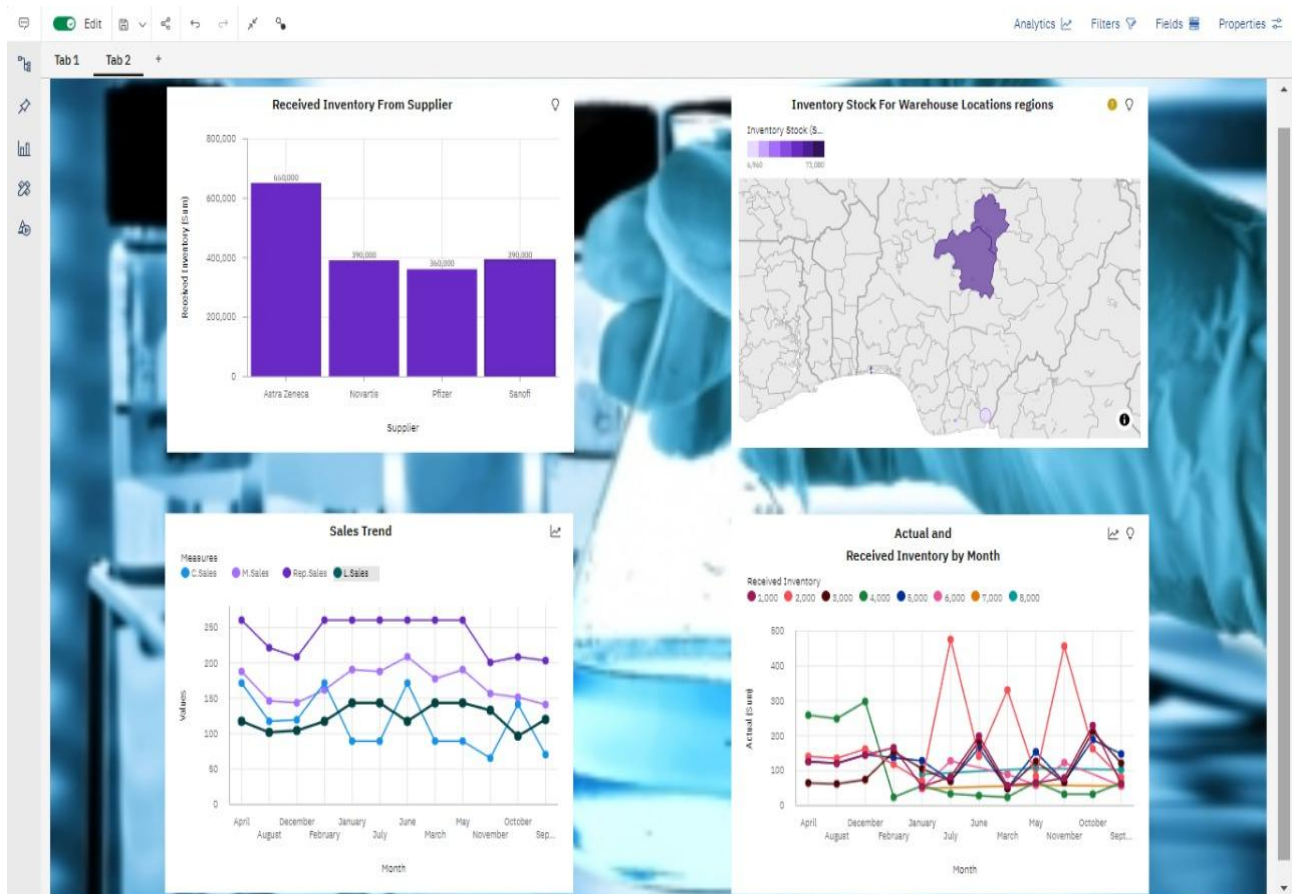 Edit
Analytics Filters Fields Properties
Tab 1 Tab 2 +
Received Inventory From Supplier
800,000
600,000
400,000
200,000
0
Received Inventory (Sum)
650,000
390,000
360,000
390,000
Astra Zeneca Novartis Pfizer Sanofi
Supplier
Inventory Stock For Warehouse Locations regions
Inventory Stock (S...
Sales Trend
Measures
C.Sales M.Sales Rep.Sales L.Sales
250
200
150
100
50
0
Values
April December January June May October
August February July March November Sep...
Month
Actual and
Received Inventory by Month
Received Inventory
1,000 2,000 3,000 4,000 5,000 6,000 7,000 8,000
500
400
300
200
100
0
Actual (Sum)
April December January June May October
August February July March November Sept...
Month